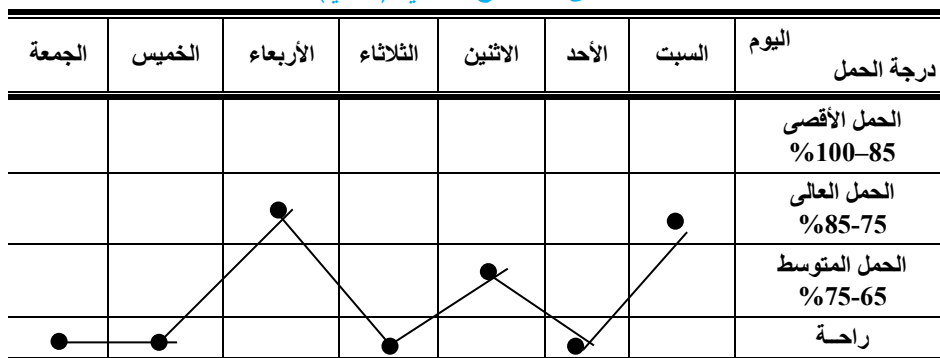 اليوم
درجة الحمل
السبت
الأحد
الاثنين
الثلاثاء
الأربعاء
الخميس
الجمعة
الحمل الأقصى
%100–85
الحمل العالى
%85-75
الحمل المتوسط
%75-65
راحــة